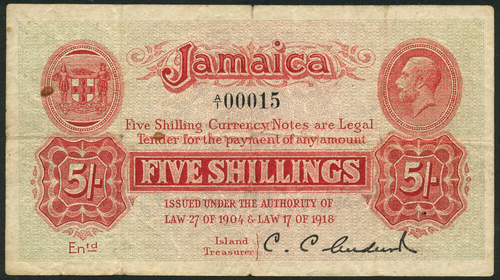 Jamaica
A/1 00015
Five Shilling Currency Notes are Legal
Tender for the payment of any amount
5/- FIVE SHILLINGS 5/-
ISSUED UNDER THE AUTHORITY OF
LAW 27 OF 1904 & LAW 17 OF 1918
Entd
Island
Treasurer